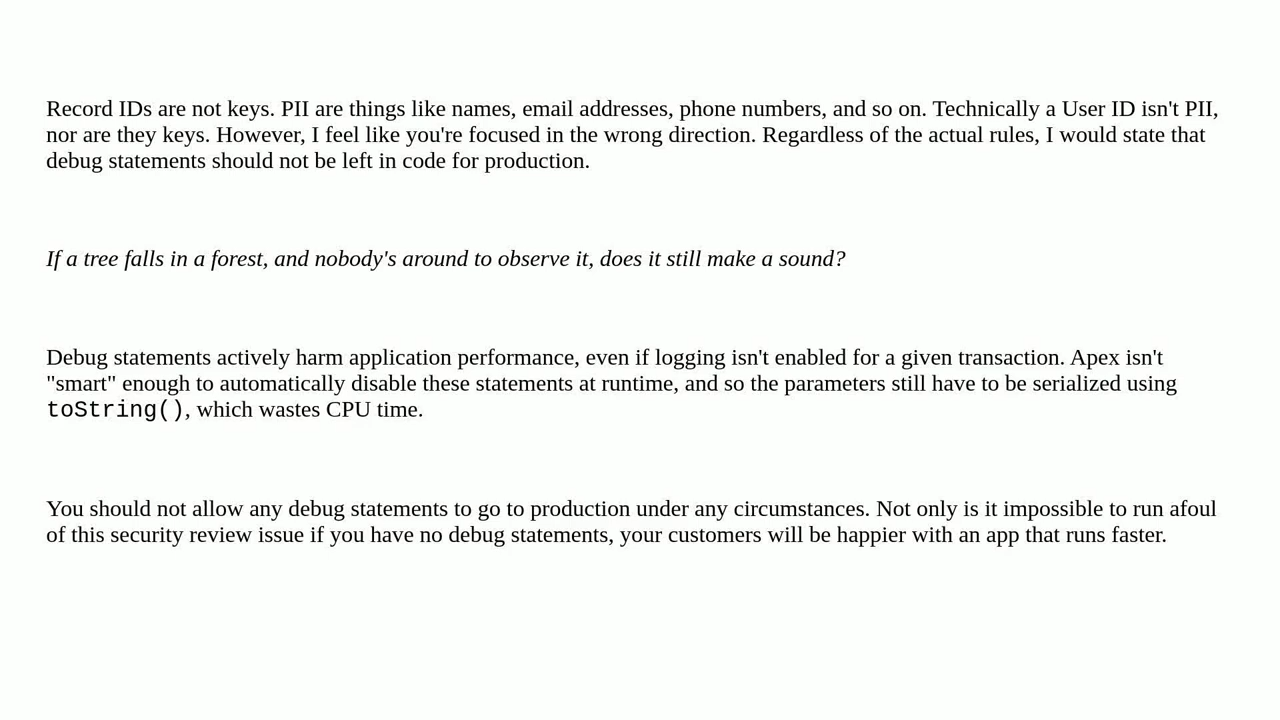 Record IDs are not keys. PII are things like names, email addresses, phone numbers, and so on. Technically a User ID isn't PII,
nor are they keys. However, I feel like you're focused in the wrong direction. Regardless of the actual rules, I would state that
debug statements should not be left in code for production.
If a tree falls in a forest, and nobody's around to observe it, does it still make a sound?
Debug statements actively harm application performance, even if logging isn't enabled for a given transaction. Apex isn't
"smart" enough to automatically disable these statements at runtime, and so the parameters still have to be serialized using
toString(), which wastes CPU time.
You should not allow any debug statements to go to production under any circumstances. Not only is it impossible to run afoul
of this security review issue if you have no debug statements, your customers will be happier with an app that runs faster.